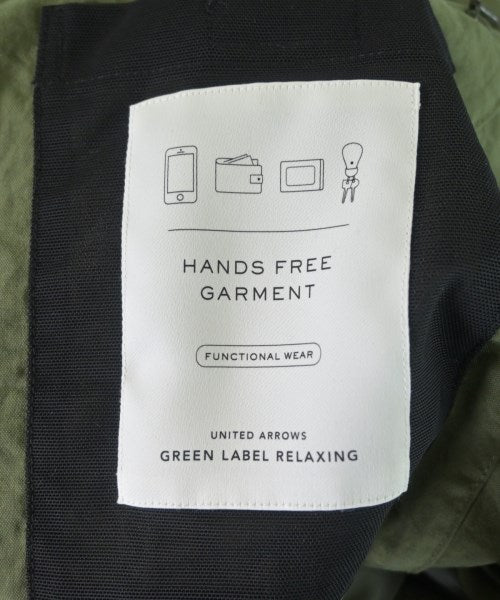 HANDS FREE
GARMENT
FUNCTIONAL WEAR
UNITED ARROWS
GREEN LABEL RELAXING